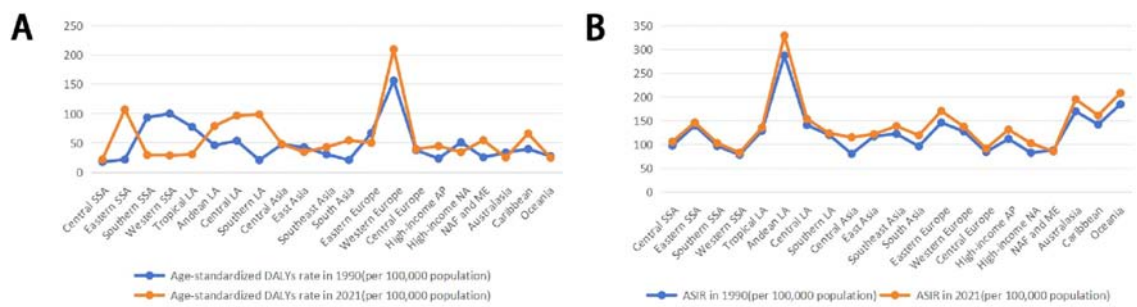 A
250
200
150
100
50
0
Central SSA
Eastern SSA
Southern SSA
Western SSA
Tropical LA
Andean LA
Central LA
Southern LA
Central Asia
East Asia
Southeast Asia
South Asia
Eastern Europe
Western Europe
Central Europe
High-income AP
High-income NA
NAF and ME
Australasia
Caribbean
Oceania
Age-standardized DALYs rate in 1990(per 100,000 population)
Age-standardized DALYs rate in 2021(per 100,000 population)
B
350
300
250
200
150
100
50
0
Central SSA
Eastern SSA
Southern SSA
Western SSA
Tropical LA
Andean LA
Central LA
Southern LA
Central Asia
East Asia
Southeast Asia
South Asia
Eastern Europe
Western Europe
Central Europe
High-income AP
High-income NA
NAF and ME
Australasia
Caribbean
Oceania
ASIR in 1990(per 100,000 population)
ASIR in 2021(per 100,000 population)